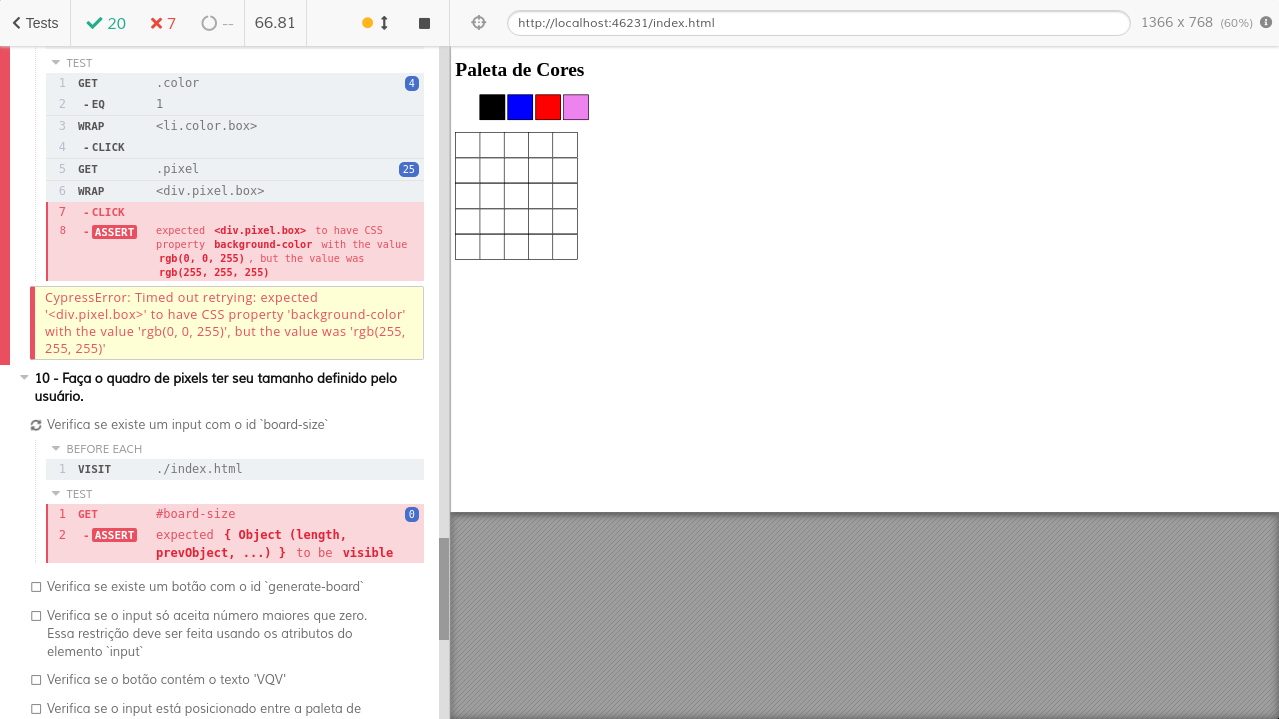 Tests
20
7
--
66.81
http://localhost:46231/index.html
1366 x 768 (60%)
TEST
1 GET .color 4
2 - EQ 1
3 WRAP <li.color.box>
4 - CLICK
5 GET .pixel 25
6 WRAP <div.pixel.box>
7 - CLICK
8 - ASSERT expected <div.pixel.box> to have CSS
property background-color with the value
rgb(0, 0, 255) , but the value was
rgb(255, 255, 255)
CypressError: Timed out retrying: expected
'<div.pixel.box>' to have CSS property 'background-color'
with the value 'rgb(0, 0, 255)', but the value was 'rgb(255,
255, 255)'
10 - Faça o quadro de pixels ter seu tamanho definido pelo
usuário.
Verifica se existe um input com o id `board-size`
BEFORE EACH
1 VISIT ./index.html
TEST
1 GET #board-size 0
2 - ASSERT expected { Object (length,
prevObject, ...) } to be visible
Verifica se existe um botão com o id `generate-board`
Verifica se o input só aceita número maiores que zero.
Essa restrição deve ser feita usando os atributos do
elemento `input`
Verifica se o botão contém o texto 'VQV'
Verifica se o input está posicionado entre a paleta de
Paleta de Cores